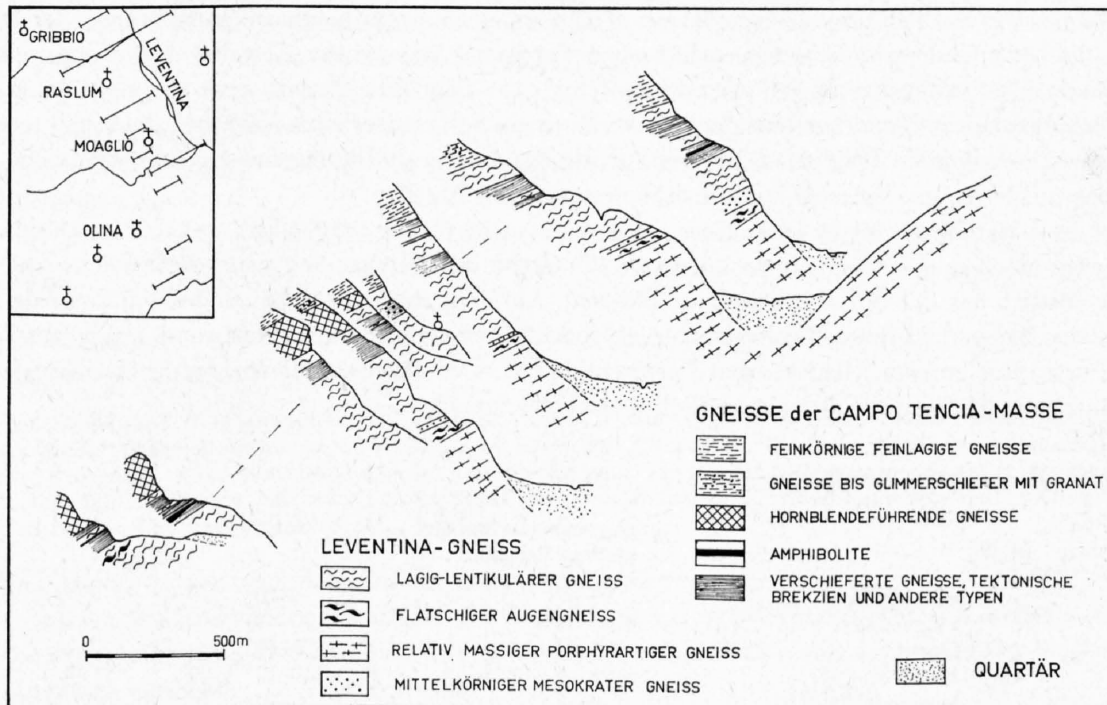 GRIBBIO
LEVENTINA
RASLUM
MOAGLIO
OLINA
GNEISSE der CAMPO TENCIA-MASSE
FEINKÖRNIGE FEINLAGIGE GNEISSE
GNEISSE BIS GLIMMERSCHIEFER MIT GRANAT
HORNBLENDEFÜHRENDE GNEISSE
AMPHIBOLITE
VERSCHIEFERTE GNEISSE, TEKTONISCHE
BREKZIEN UND ANDERE TYPEN
LEVENTINA-GNEISS
LAGIG-LENTIKULÄRER GNEISS
FLATSCHIGER AUGENGNEISS
RELATIV MASSIGER PORPHYRARTIGER GNEISS
MITTELKÖRNIGER MESOKRATER GNEISS
0 500m
QUARTÄR